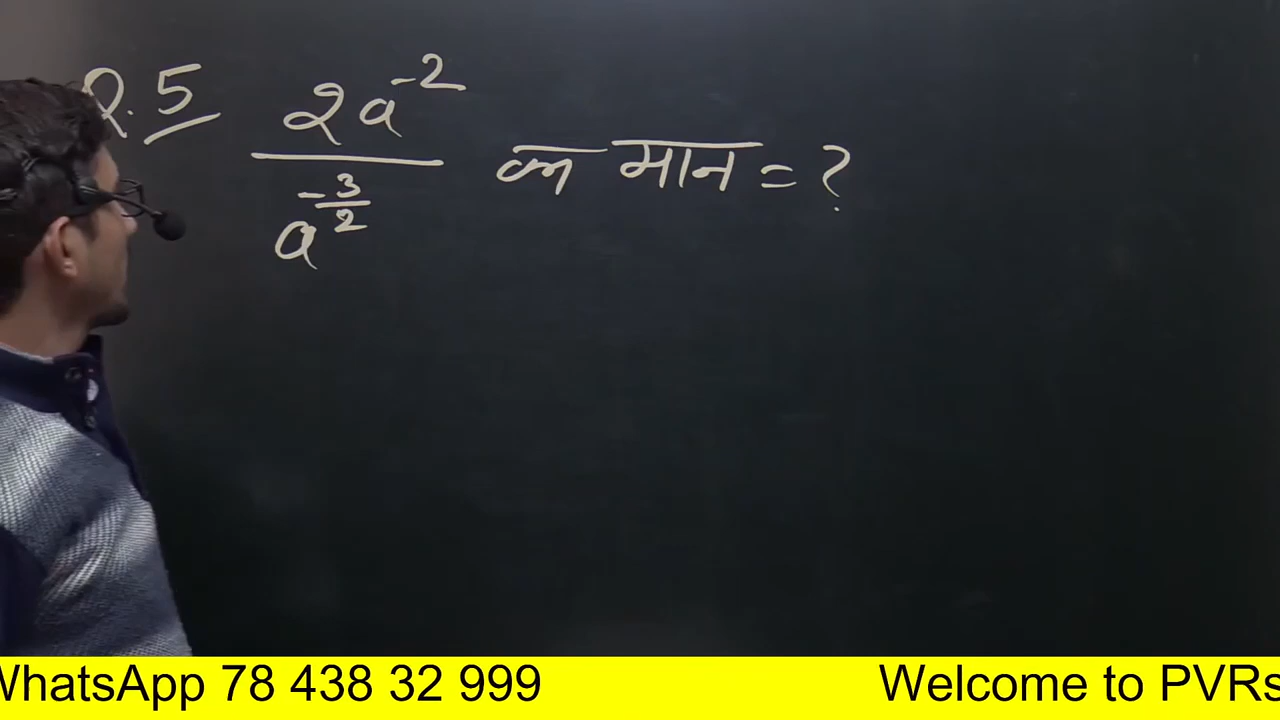 Q.5 2a^-2 / a^-3/2 का मान = ?
WhatsApp 78 438 32 999 Welcome to PVRs